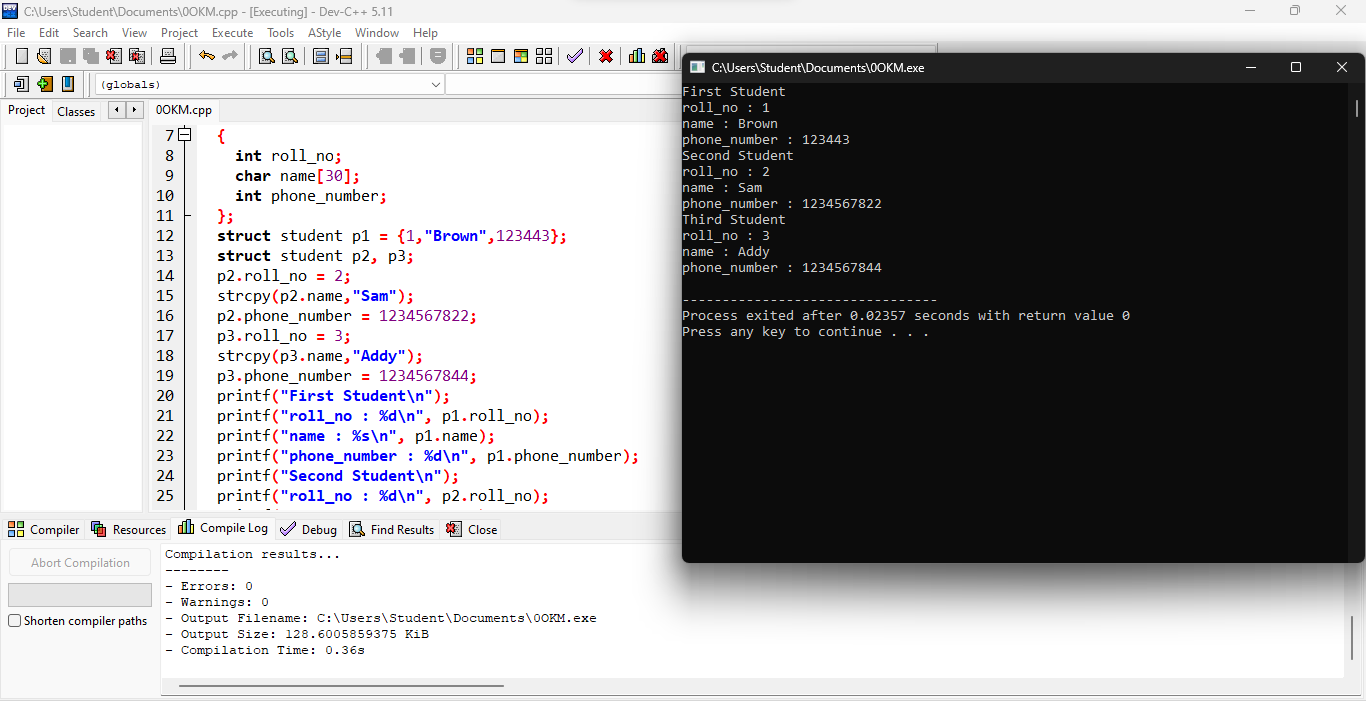 C:\Users\Student\Documents\0OKM.cpp - [Executing] - Dev-C++ 5.11
File Edit Search View Project Execute Tools AStyle Window Help
(globals)
Project Classes
0OKM.cpp
7 {
8 int roll_no;
9 char name[30];
10 int phone_number;
11 };
12 struct student p1 = {1,"Brown",123443};
13 struct student p2, p3;
14 p2.roll_no = 2;
15 strcpy(p2.name,"Sam");
16 p2.phone_number = 1234567822;
17 p3.roll_no = 3;
18 strcpy(p3.name,"Addy");
19 p3.phone_number = 1234567844;
20 printf("First Student\n");
21 printf("roll_no : %d\n", p1.roll_no);
22 printf("name : %s\n", p1.name);
23 printf("phone_number : %d\n", p1.phone_number);
24 printf("Second Student\n");
25 printf("roll_no : %d\n", p2.roll_no);
C:\Users\Student\Documents\0OKM.exe
First Student
roll_no : 1
name : Brown
phone_number : 123443
Second Student
roll_no : 2
name : Sam
phone_number : 1234567822
Third Student
roll_no : 3
name : Addy
phone_number : 1234567844
--------------------------------
Process exited after 0.02357 seconds with return value 0
Press any key to continue . . .
Compiler Resources Compile Log Debug Find Results Close
Abort Compilation
Shorten compiler paths
Compilation results...
--------
- Errors: 0
- Warnings: 0
- Output Filename: C:\Users\Student\Documents\0OKM.exe
- Output Size: 128.6005859375 KiB
- Compilation Time: 0.36s